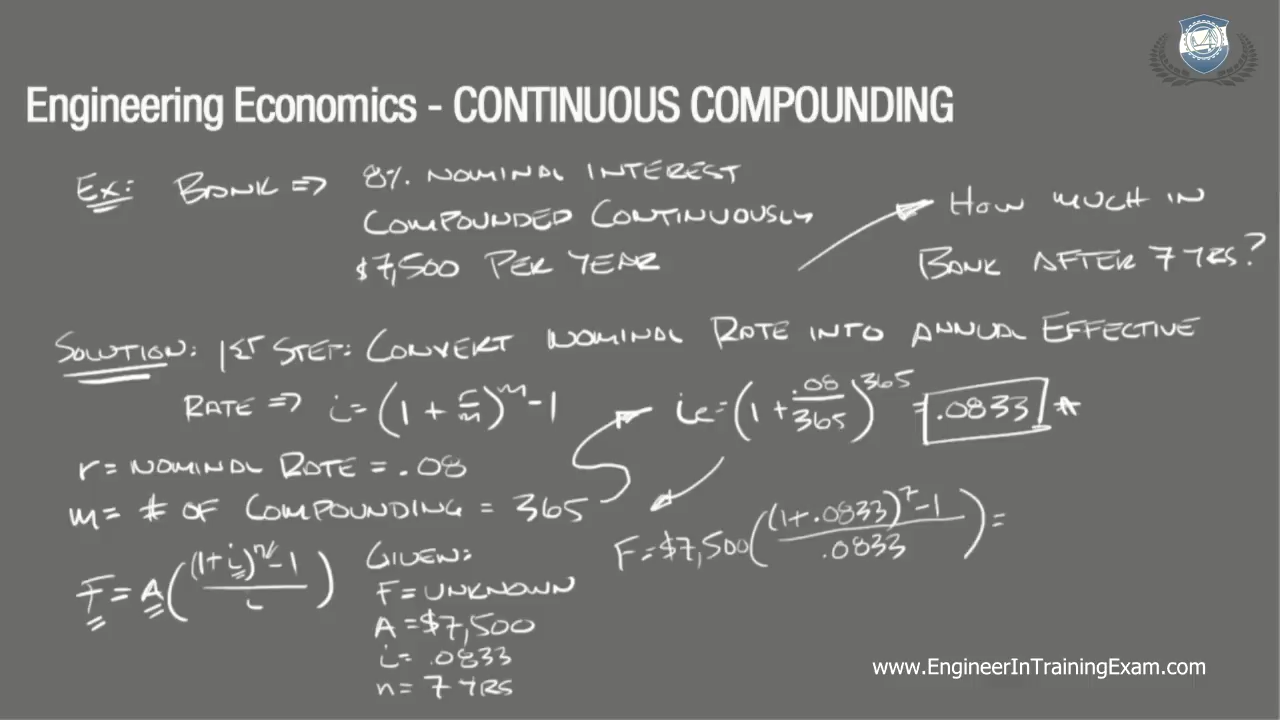 Engineering Economics - CONTINUOUS COMPOUNDING
Ex: BANK => 8% NOMINAL INTEREST
COMPOUNDED CONTINUOUSLY
$7,500 PER YEAR
HOW MUCH IN
BANK AFTER 7 YRS?
SOLUTION: 1ST STEP: CONVERT NOMINAL RATE INTO ANNUAL EFFECTIVE
RATE => i = (1 + r/m)^m - 1
ie = (1 + .08/365)^365 = .0833 *
r = NOMINAL RATE = .08
m = # OF COMPOUNDING = 365
F = A(((1+i)^n - 1)/i)
GIVEN:
F = UNKNOWN
A = $7,500
i = .0833
n = 7 YRS
F = $7,500(((1+.0833)^7 - 1)/.0833) =
www.EngineerInTrainingExam.com